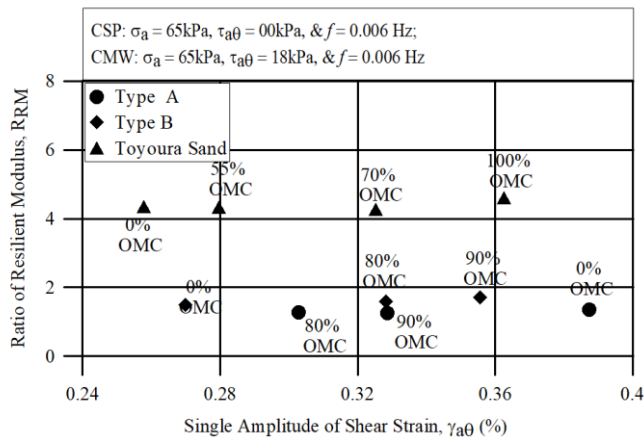 CSP: σa = 65kPa, τaθ = 00kPa, & f = 0.006 Hz;
CMW: σa = 65kPa, τaθ = 18kPa, & f = 0.006 Hz
8
6
4
2
0
Ratio of Resilient Modulus, RRM
Type A
Type B
Toyoura Sand
0%
OMC
55%
OMC
70%
OMC
100%
OMC
0%
OMC
80%
OMC
80%
OMC
90%
OMC
90%
OMC
0%
OMC
0.24
0.28
0.32
0.36
0.4
Single Amplitude of Shear Strain, γaθ (%)